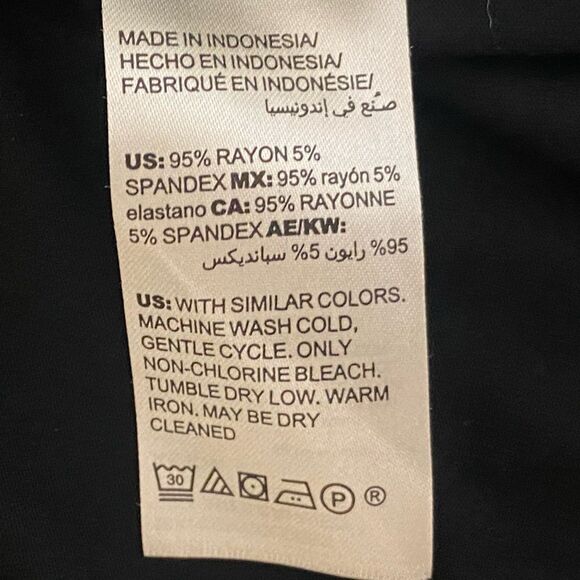 MADE IN INDONESIA/
HECHO EN INDONESIA/
FABRIQUÉ EN INDONÉSIE/
صُنع في إندونيسيا
US: 95% RAYON 5%
SPANDEX MX: 95% rayón 5%
elastano CA: 95% RAYONNE
5% SPANDEX AE/KW:
95% رايون 5% سبانديكس
US: WITH SIMILAR COLORS.
MACHINE WASH COLD,
GENTLE CYCLE. ONLY
NON-CHLORINE BLEACH.
TUMBLE DRY LOW. WARM
IRON. MAY BE DRY
CLEANED
30 P ®